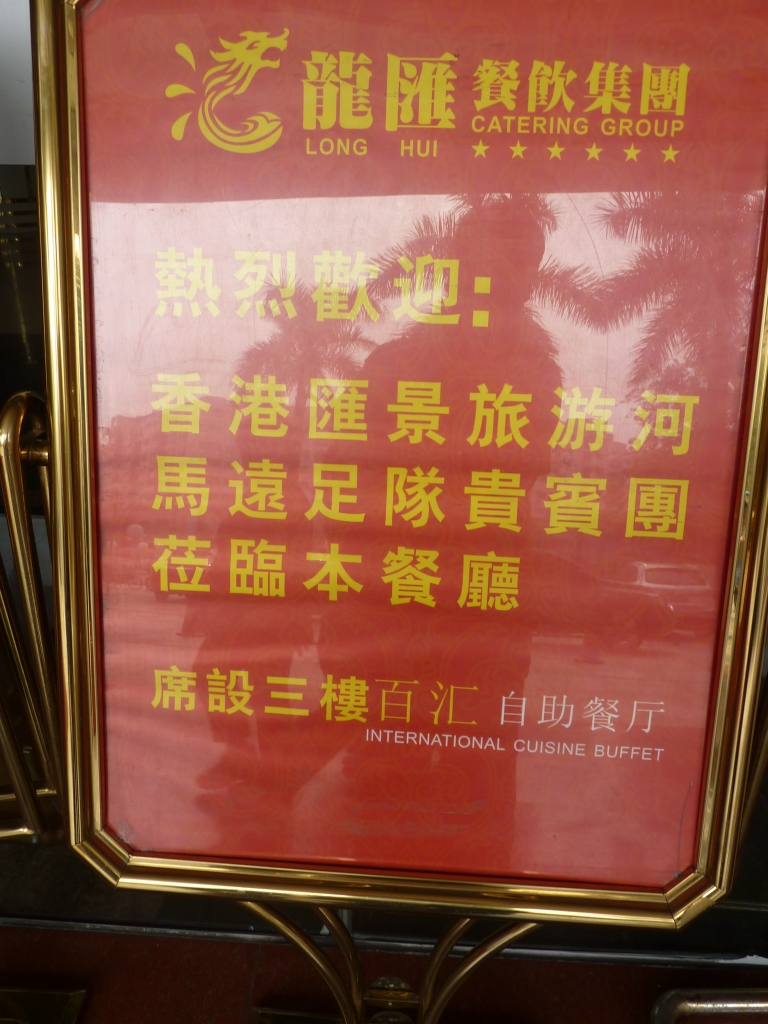 龍匯 餐飲集團
LONG HUI CATERING GROUP
熱烈歡迎:
香港匯景旅游河
馬遠足隊貴賓團
莅臨本餐廳
席設三樓百汇 自助餐厅
INTERNATIONAL CUISINE BUFFET